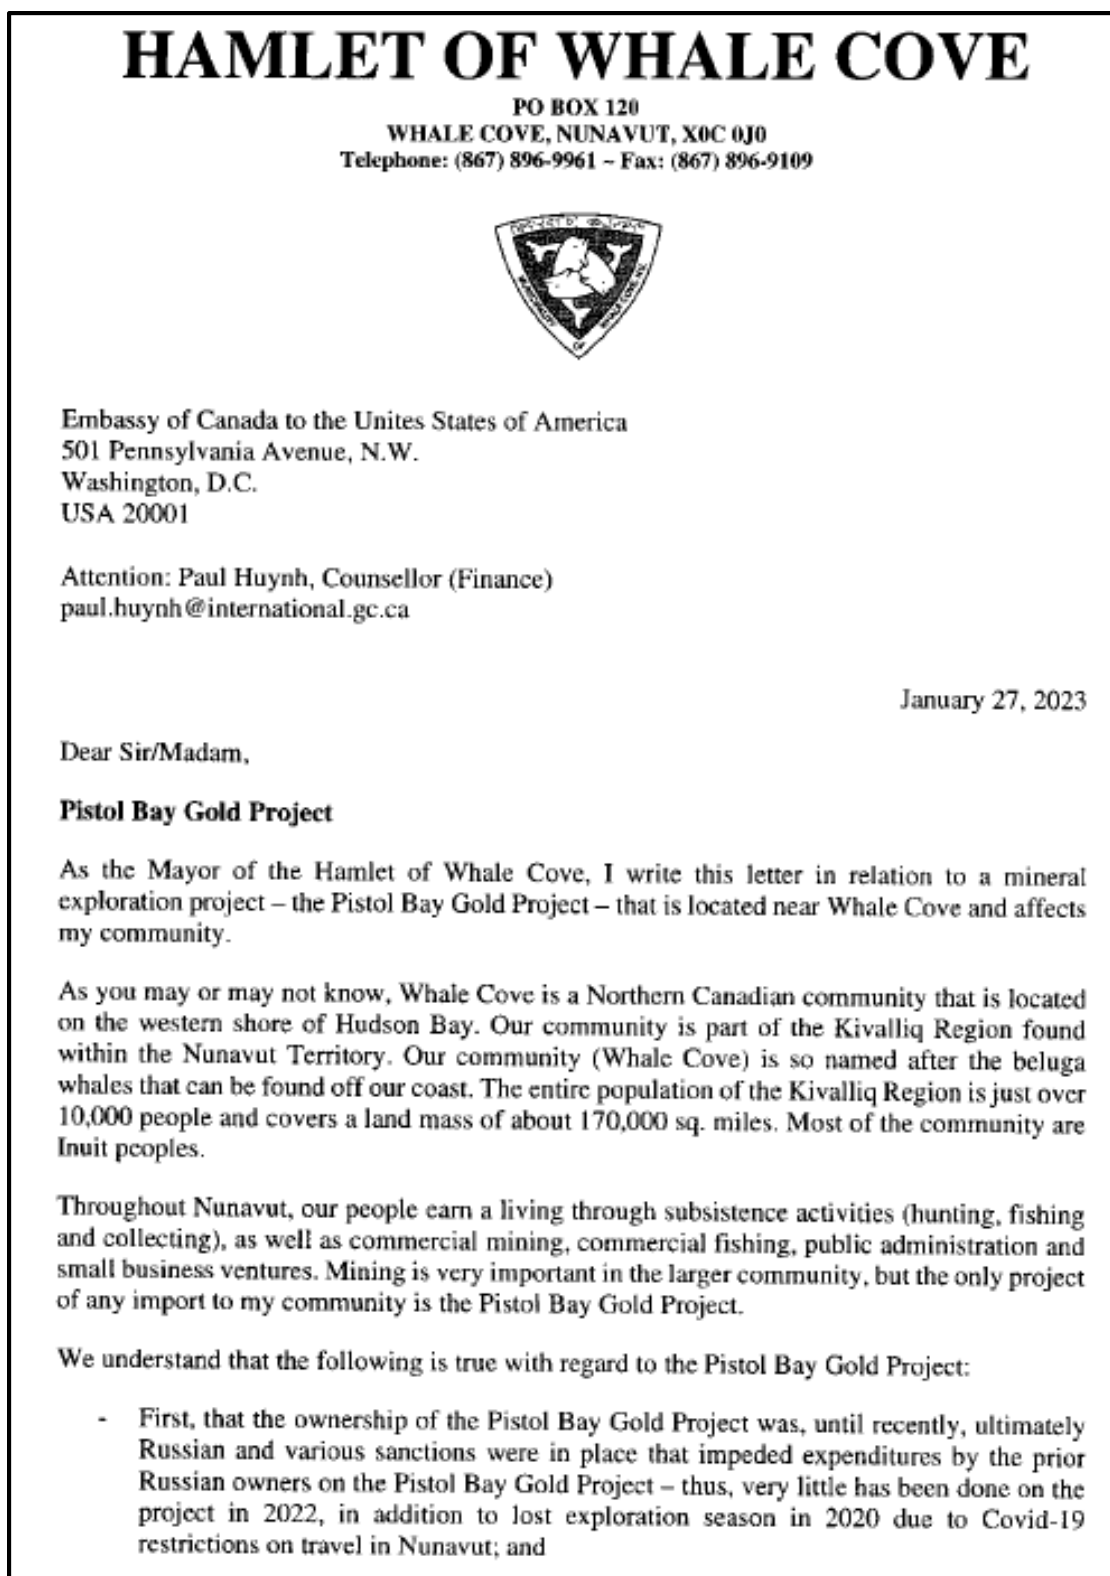 HAMLET OF WHALE COVE
PO BOX 120
WHALE COVE, NUNAVUT, X0C 0J0
Telephone: (867) 896-9961 ~ Fax: (867) 896-9109
MUNICIPALITY OF WHALE COVE, N.T.
Embassy of Canada to the Unites States of America
501 Pennsylvania Avenue, N.W.
Washington, D.C.
USA 20001
Attention: Paul Huynh, Counsellor (Finance)
paul.huynh@international.gc.ca
January 27, 2023
Dear Sir/Madam,
Pistol Bay Gold Project
As the Mayor of the Hamlet of Whale Cove, I write this letter in relation to a mineral
exploration project – the Pistol Bay Gold Project – that is located near Whale Cove and affects
my community.
As you may or may not know, Whale Cove is a Northern Canadian community that is located
on the western shore of Hudson Bay. Our community is part of the Kivalliq Region found
within the Nunavut Territory. Our community (Whale Cove) is so named after the beluga
whales that can be found off our coast. The entire population of the Kivalliq Region is just over
10,000 people and covers a land mass of about 170,000 sq. miles. Most of the community are
Inuit peoples.
Throughout Nunavut, our people earn a living through subsistence activities (hunting, fishing
and collecting), as well as commercial mining, commercial fishing, public administration and
small business ventures. Mining is very important in the larger community, but the only project
of any import to my community is the Pistol Bay Gold Project.
We understand that the following is true with regard to the Pistol Bay Gold Project:
- First, that the ownership of the Pistol Bay Gold Project was, until recently, ultimately
Russian and various sanctions were in place that impeded expenditures by the prior
Russian owners on the Pistol Bay Gold Project – thus, very little has been done on the
project in 2022, in addition to lost exploration season in 2020 due to Covid-19
restrictions on travel in Nunavut; and